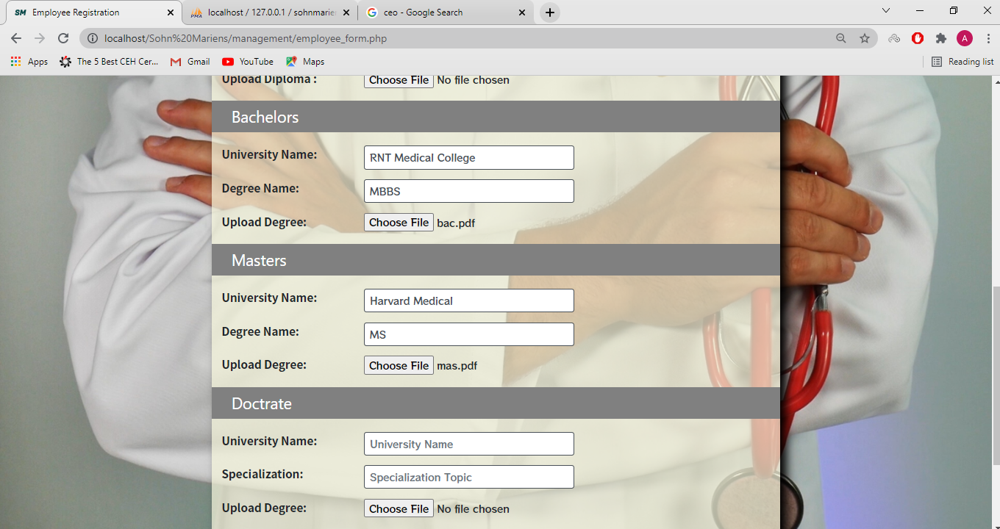 SM Employee Registration
PMA localhost / 127.0.0.1 / sohnmarie
ceo - Google Search
localhost/Sohn%20Mariens/management/employee_form.php
A
Apps
The 5 Best CEH Cer...
Gmail
YouTube
Maps
Reading list
Upload Diploma :
Choose File No file chosen
Bachelors
University Name:
RNT Medical College
Degree Name:
MBBS
Upload Degree:
Choose File bac.pdf
Masters
University Name:
Harvard Medical
Degree Name:
MS
Upload Degree:
Choose File mas.pdf
Doctrate
University Name:
University Name
Specialization:
Specialization Topic
Upload Degree:
Choose File No file chosen